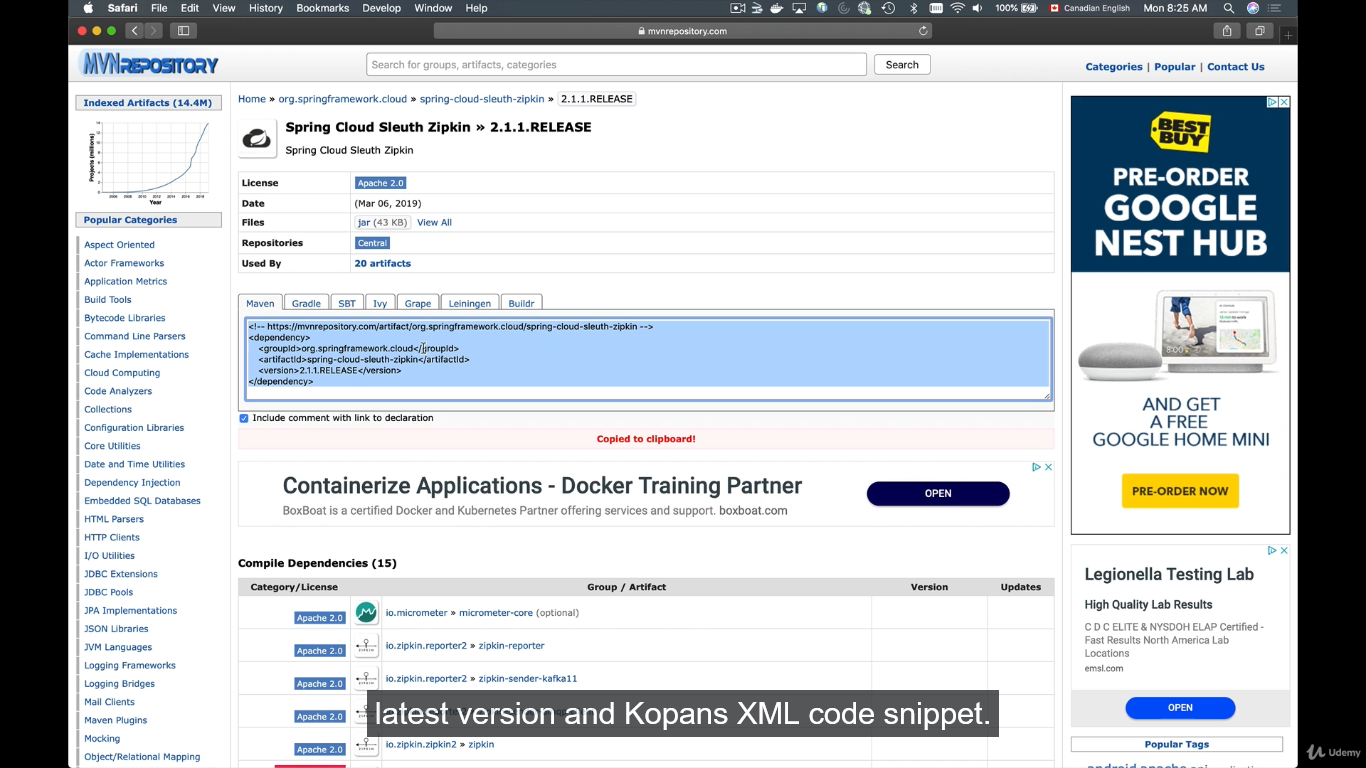 Safari File Edit View History Bookmarks Develop Window Help 100% Canadian English Mon 8:25 AM
mvnrepository.com
MVNREPOSITORY
Search for groups, artifacts, categories
Search
Categories | Popular | Contact Us
Indexed Artifacts (14.4M)
Projects (millions)
Year
Popular Categories
Aspect Oriented
Actor Frameworks
Application Metrics
Build Tools
Bytecode Libraries
Command Line Parsers
Cache Implementations
Cloud Computing
Code Analyzers
Collections
Configuration Libraries
Core Utilities
Date and Time Utilities
Dependency Injection
Embedded SQL Databases
HTML Parsers
HTTP Clients
I/O Utilities
JDBC Extensions
JDBC Pools
JPA Implementations
JSON Libraries
JVM Languages
Logging Frameworks
Logging Bridges
Mail Clients
Maven Plugins
Mocking
Object/Relational Mapping
Home » org.springframework.cloud » spring-cloud-sleuth-zipkin » 2.1.1.RELEASE
Spring Cloud Sleuth Zipkin » 2.1.1.RELEASE
Spring Cloud Sleuth Zipkin
License Apache 2.0
Date (Mar 06, 2019)
Files jar (43 KB) View All
Repositories Central
Used By 20 artifacts
Maven Gradle SBT Ivy Grape Leiningen Buildr
<!-- https://mvnrepository.com/artifact/org.springframework.cloud/spring-cloud-sleuth-zipkin -->
<dependency>
<groupId>org.springframework.cloud</groupId>
<artifactId>spring-cloud-sleuth-zipkin</artifactId>
<version>2.1.1.RELEASE</version>
</dependency>
Include comment with link to declaration
Copied to clipboard!
Containerize Applications - Docker Training Partner
BoxBoat is a certified Docker and Kubernetes Partner offering services and support. boxboat.com
OPEN
Compile Dependencies (15)
Category/License Group / Artifact Version Updates
Apache 2.0 io.micrometer » micrometer-core (optional)
Apache 2.0 io.zipkin.reporter2 » zipkin-reporter
Apache 2.0 io.zipkin.reporter2 » zipkin-sender-kafka11
Apache 2.0
Apache 2.0 io.zipkin.zipkin2 » zipkin
latest version and Kopans XML code snippet.
BEST
BUY
PRE-ORDER
GOOGLE
NEST HUB
AND GET
A FREE
GOOGLE HOME MINI
PRE-ORDER NOW
Legionella Testing Lab
High Quality Lab Results
C D C ELITE & NYSDOH ELAP Certified -
Fast Results North America Lab
Locations
emsl.com
OPEN
Popular Tags
Udemy